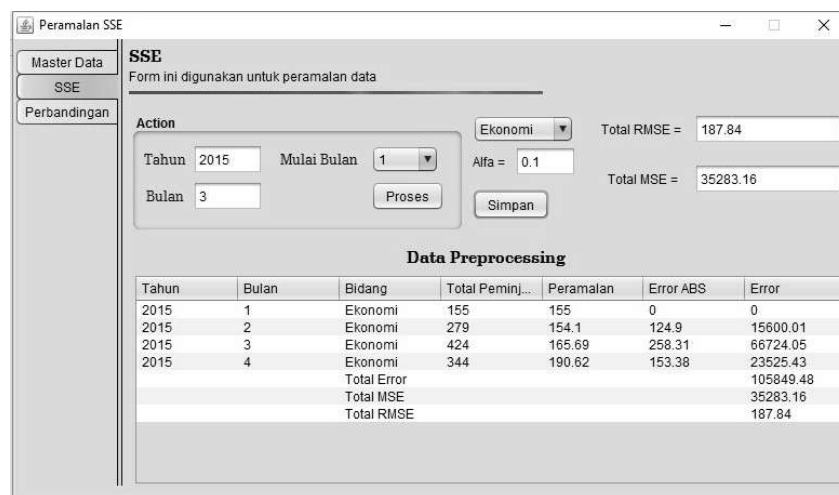 Peramalan SSE
Master Data
SSE
Perbandingan
SSE
Form ini digunakan untuk peramalan data
Action
Tahun 2015 Mulai Bulan 1
Bulan 3 Proses
Ekonomi
Alfa = 0.1
Simpan
Total RMSE = 187.84
Total MSE = 35283.16
Data Preprocessing
Tahun Bulan Bidang Total Peminj... Peramalan Error ABS Error
2015 1 Ekonomi 155 155 0 0
2015 2 Ekonomi 279 154.1 124.9 15600.01
2015 3 Ekonomi 424 165.69 258.31 66724.05
2015 4 Ekonomi 344 190.62 153.38 23525.43
Total Error 105849.48
Total MSE 35283.16
Total RMSE 187.84